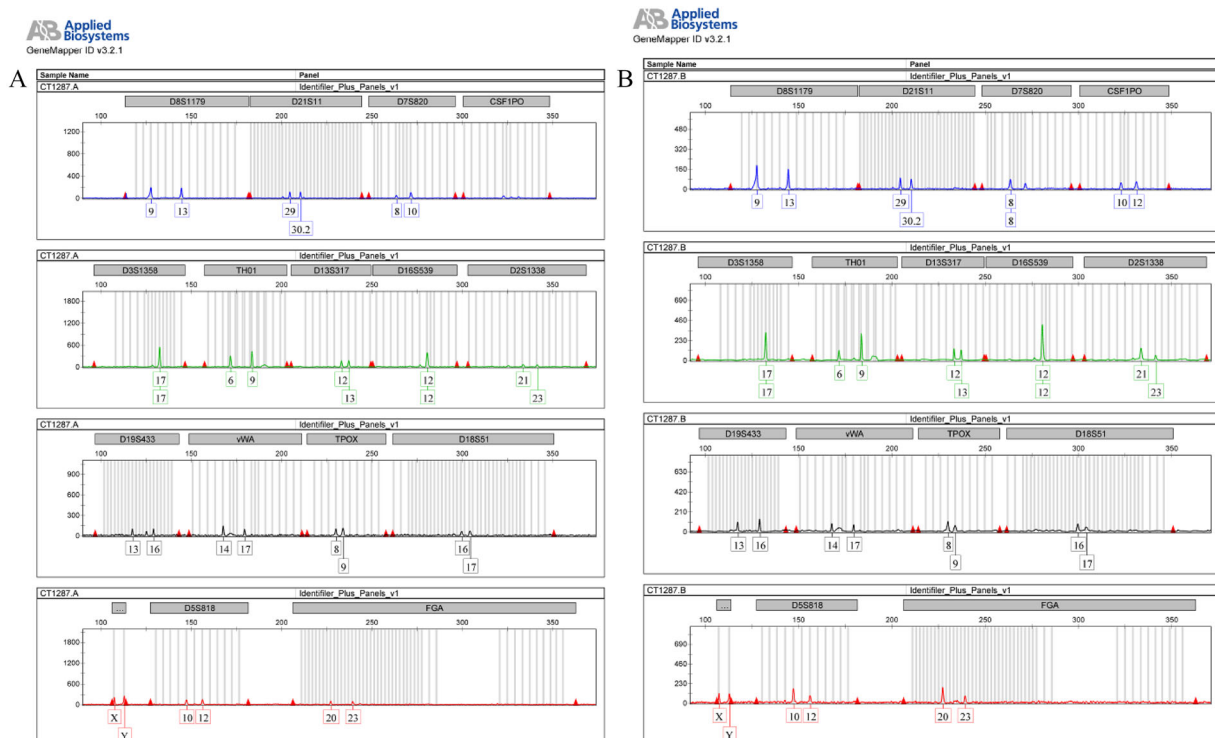 A
AB Applied
Biosystems
GeneMapper ID v3.2.1
Sample Name Panel
CT1287.A Identifiler_Plus_Panels_v1
D8S1179 D21S11 D7S820 CSF1PO
100 150 200 250 300 350
1200
800
400
0
9 13 29 8 10
30.2
CT1287.A Identifiler_Plus_Panels_v1
D3S1358 TH01 D13S317 D16S539 D2S1338
100 150 200 250 300 350
1800
1200
600
0
17 6 9 12 12 21
17 13 12 23
CT1287.A Identifiler_Plus_Panels_v1
D19S433 vWA TPOX D18S51
100 150 200 250 300 350
900
600
300
0
13 16 14 17 8 16
9 17
CT1287.A Identifiler_Plus_Panels_v1
... D5S818 FGA
100 150 200 250 300 350
1800
1200
600
0
X 10 12 20 23
Y
B
AB Applied
Biosystems
GeneMapper ID v3.2.1
Sample Name Panel
CT1287.B Identifiler_Plus_Panels_v1
D8S1179 D21S11 D7S820 CSF1PO
100 150 200 250 300 350
480
320
160
0
9 13 29 8 10 12
30.2 8
CT1287.B Identifiler_Plus_Panels_v1
D3S1358 TH01 D13S317 D16S539 D2S1338
100 150 200 250 300 350
690
460
230
0
17 6 9 12 12 21
17 13 12 23
CT1287.B Identifiler_Plus_Panels_v1
D19S433 vWA TPOX D18S51
100 150 200 250 300 350
630
420
210
0
13 16 14 17 8 16
9 17
CT1287.B Identifiler_Plus_Panels_v1
... D5S818 FGA
100 150 200 250 300 350
690
460
230
0
X 10 12 20 23
Y